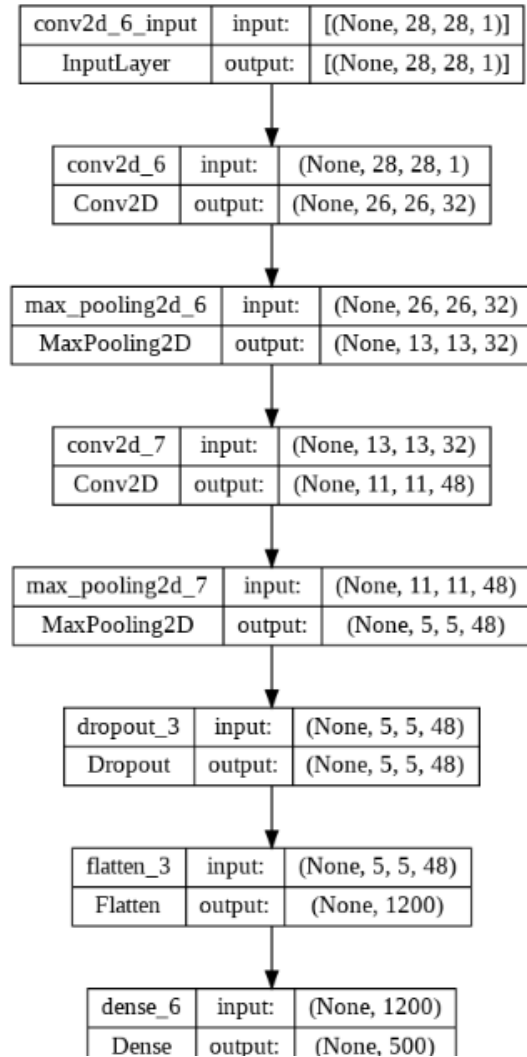 conv2d_6_input input: [(None, 28, 28, 1)]
InputLayer output: [(None, 28, 28, 1)]
conv2d_6 input: (None, 28, 28, 1)
Conv2D output: (None, 26, 26, 32)
max_pooling2d_6 input: (None, 26, 26, 32)
MaxPooling2D output: (None, 13, 13, 32)
conv2d_7 input: (None, 13, 13, 32)
Conv2D output: (None, 11, 11, 48)
max_pooling2d_7 input: (None, 11, 11, 48)
MaxPooling2D output: (None, 5, 5, 48)
dropout_3 input: (None, 5, 5, 48)
Dropout output: (None, 5, 5, 48)
flatten_3 input: (None, 5, 5, 48)
Flatten output: (None, 1200)
dense_6 input: (None, 1200)
Dense output: (None, 500)